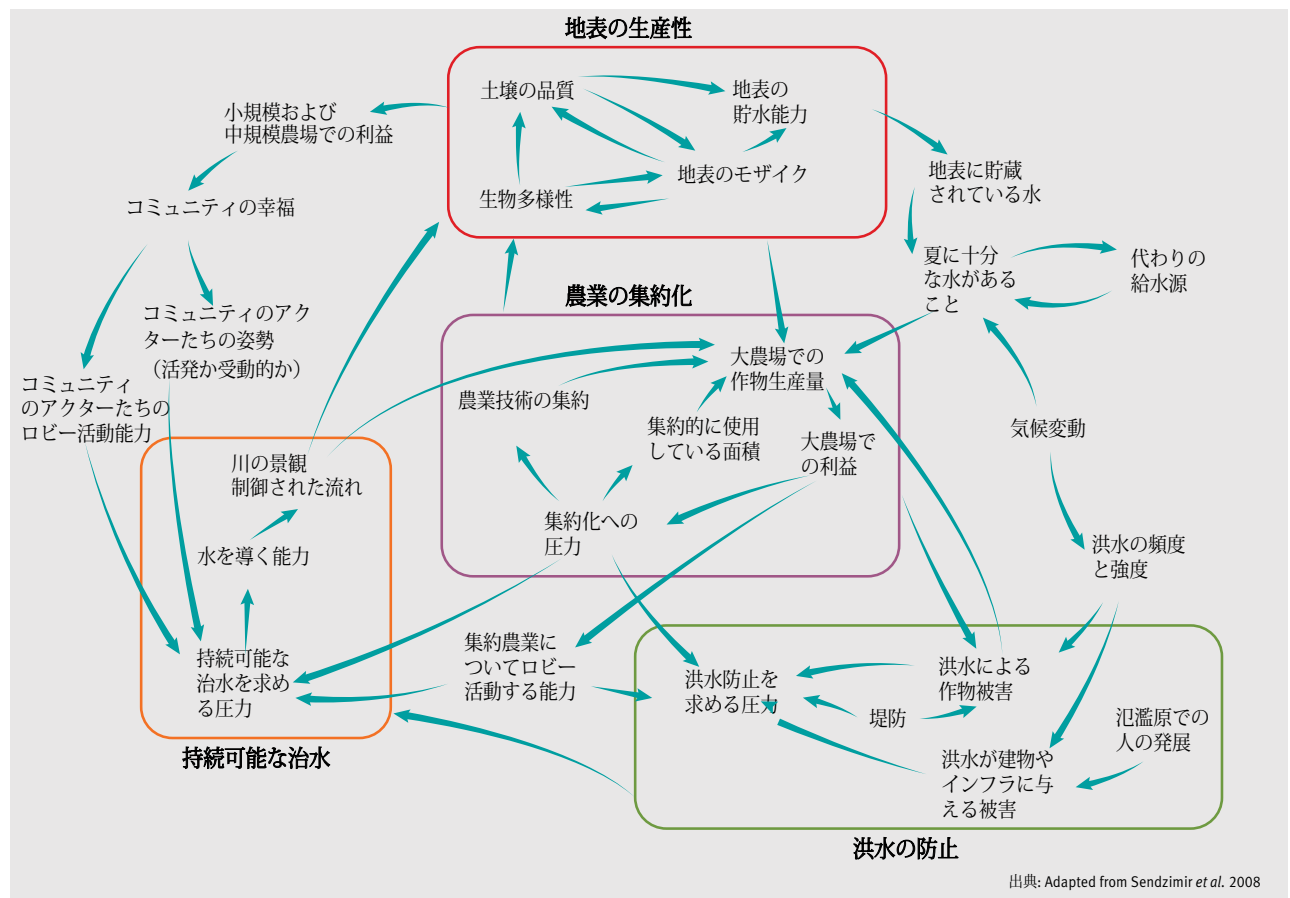 地表の生産性
土壌の品質
地表の
貯水能力
地表のモザイク
生物多様性
小規模および
中規模農場での利益
コミュニティの幸福
コミュニティのアク
ターたちの姿勢
（活発か受動的か）
コミュニティ
のアクターたちの
ロビー活動能力
地表に貯蔵
されている水
夏に十分
な水がある
こと
代わりの
給水源
農業の集約化
大農場での
作物生産量
農業技術の集約
集約的に使用
している面積
大農場で
の利益
集約化への
圧力
気候変動
洪水の頻度
と強度
川の景観
制御された流れ
水を導く能力
持続可能な
治水を求め
る圧力
持続可能な治水
集約農業に
ついてロビー
活動する能力
洪水防止を
求める圧力
洪水による
作物被害
堤防
氾濫原での
人の発展
洪水が建物や
インフラに与
える被害
洪水の防止
出典: Adapted from Sendzimir et al. 2008